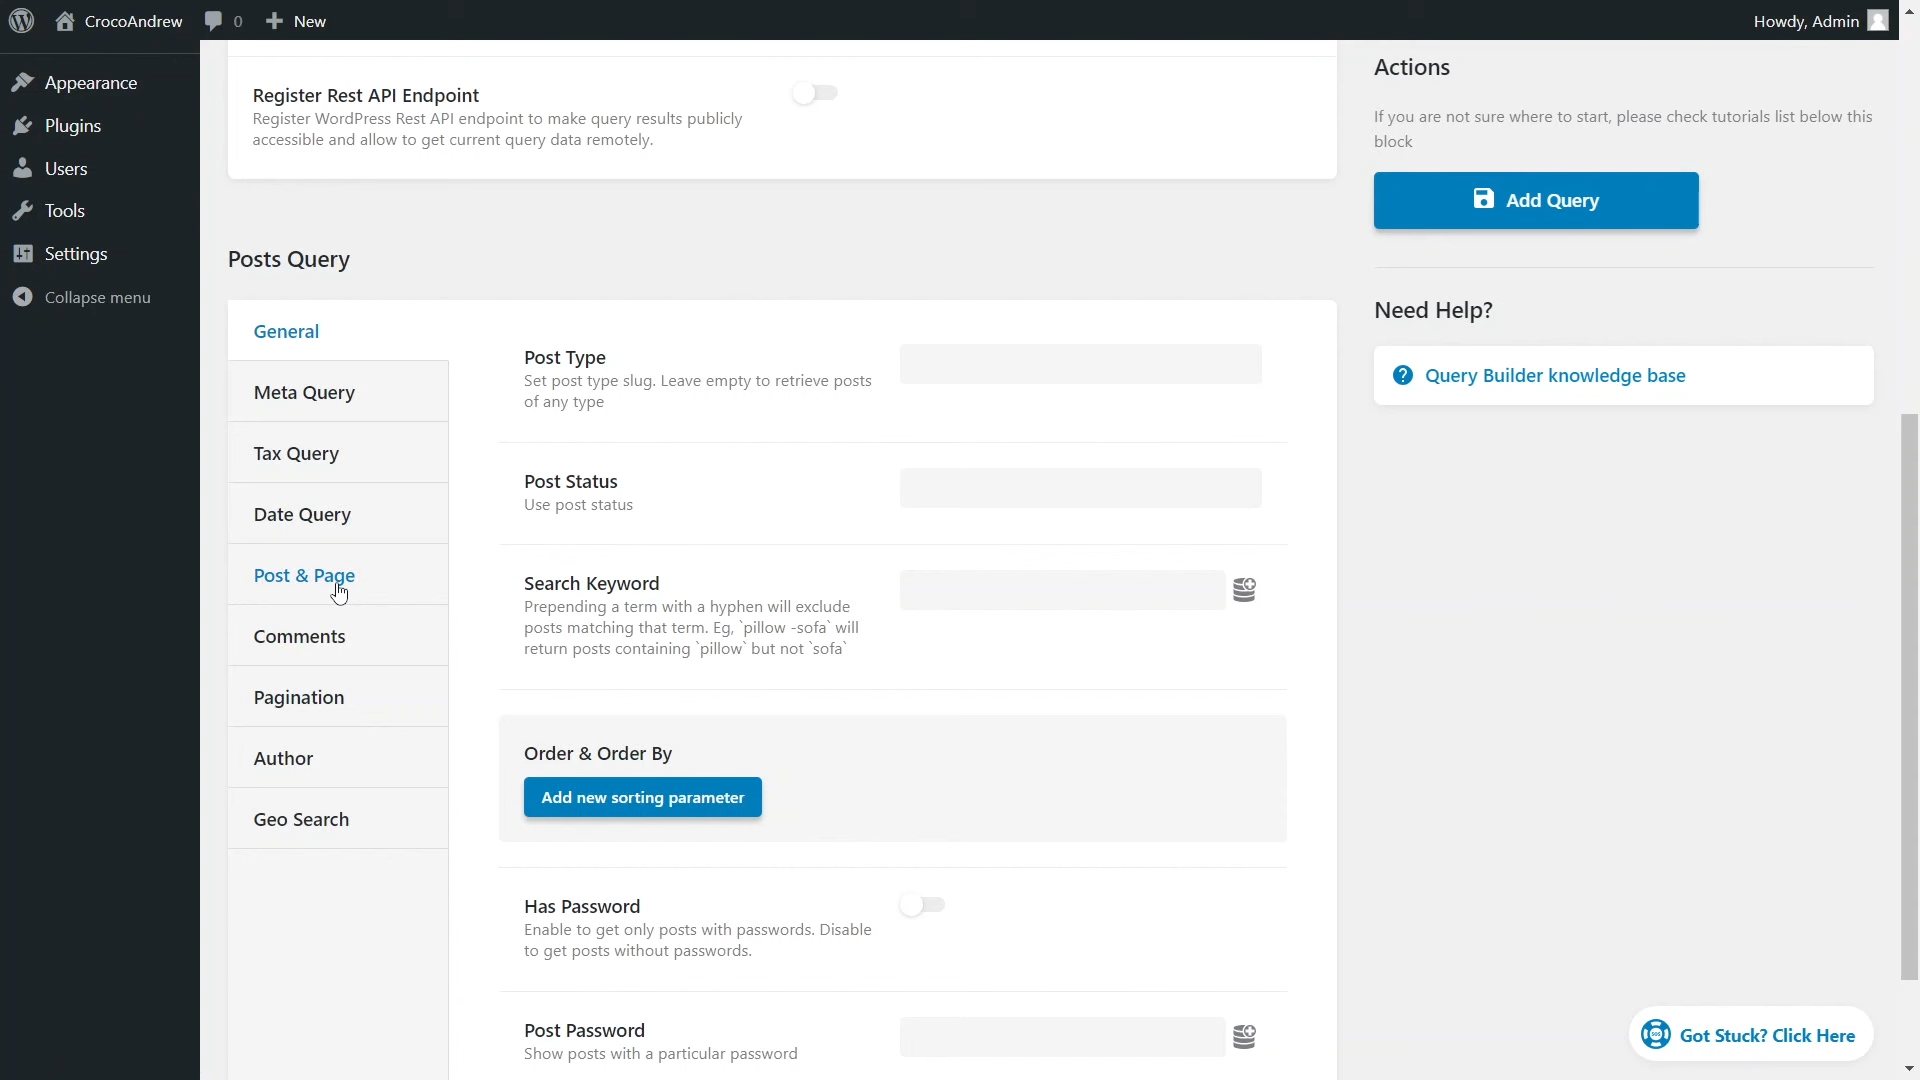 CrocoAndrew 0 New Howdy, Admin
Appearance
Plugins
Users
Tools
Settings
Collapse menu
Register Rest API Endpoint
Register WordPress Rest API endpoint to make query results publicly
accessible and allow to get current query data remotely.
Posts Query
General
Meta Query
Tax Query
Date Query
Post & Page
Comments
Pagination
Author
Geo Search
Post Type
Set post type slug. Leave empty to retrieve posts
of any type
Post Status
Use post status
Search Keyword
Prepending a term with a hyphen will exclude
posts matching that term. Eg, `pillow -sofa` will
return posts containing `pillow` but not `sofa`
Order & Order By
Add new sorting parameter
Has Password
Enable to get only posts with passwords. Disable
to get posts without passwords.
Post Password
Show posts with a particular password
Actions
If you are not sure where to start, please check tutorials list below this
block
Add Query
Need Help?
Query Builder knowledge base
Got Stuck? Click Here